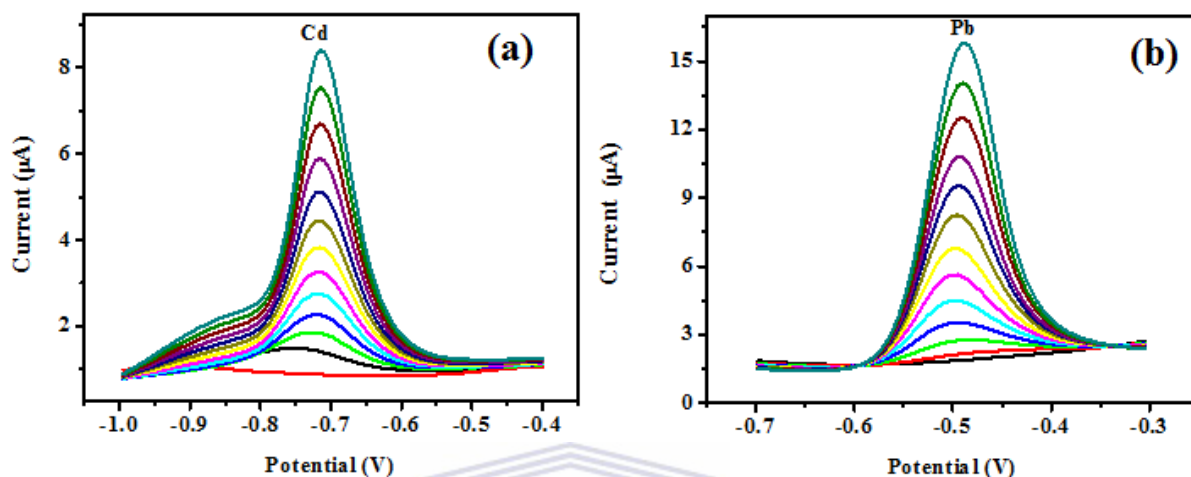 Cd
(a)
8
6
4
2
-1.0 -0.9 -0.8 -0.7 -0.6 -0.5 -0.4
Potential (V)
Current (µA)
Pb
(b)
15
12
9
6
3
0
-0.7 -0.6 -0.5 -0.4 -0.3
Potential (V)
Current (µA)